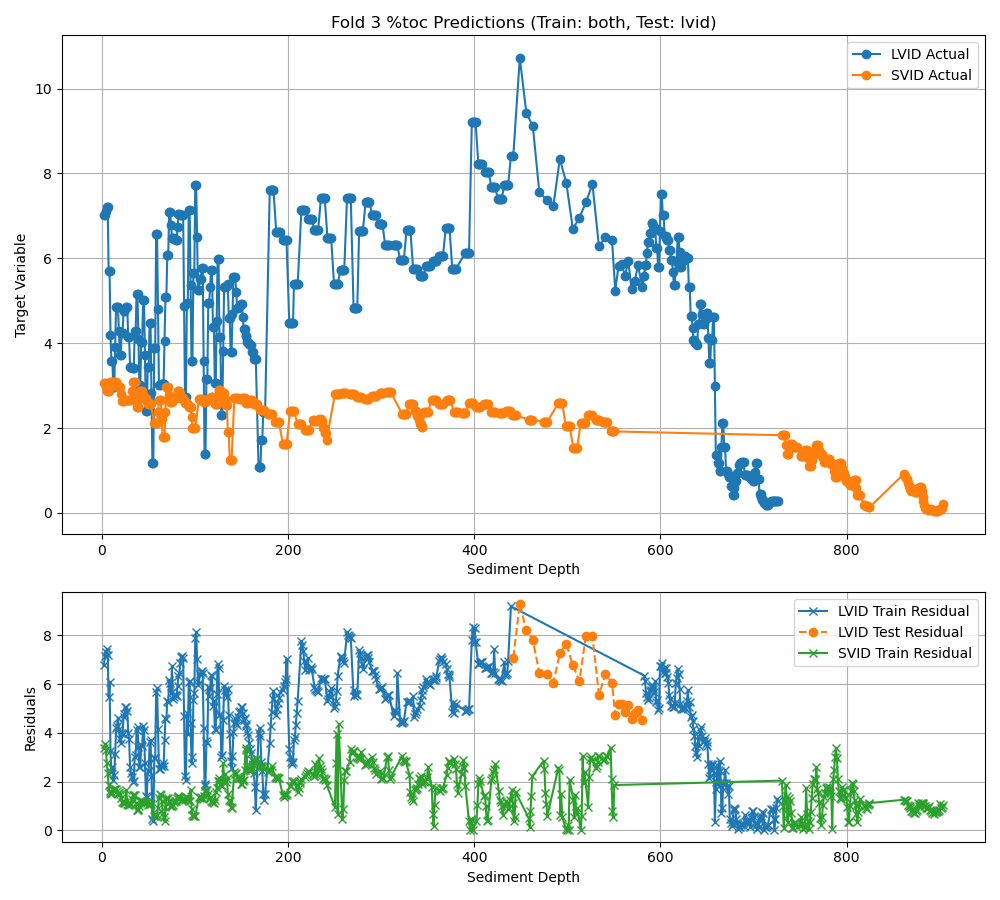 Fold 3 %toc Predictions (Train: both, Test: lvid)
LVID Actual
SVID Actual
Target Variable
10
8
6
4
2
0
0 200 400 600 800
Sediment Depth
LVID Train Residual
LVID Test Residual
SVID Train Residual
Residuals
8
6
4
2
0
0 200 400 600 800
Sediment Depth